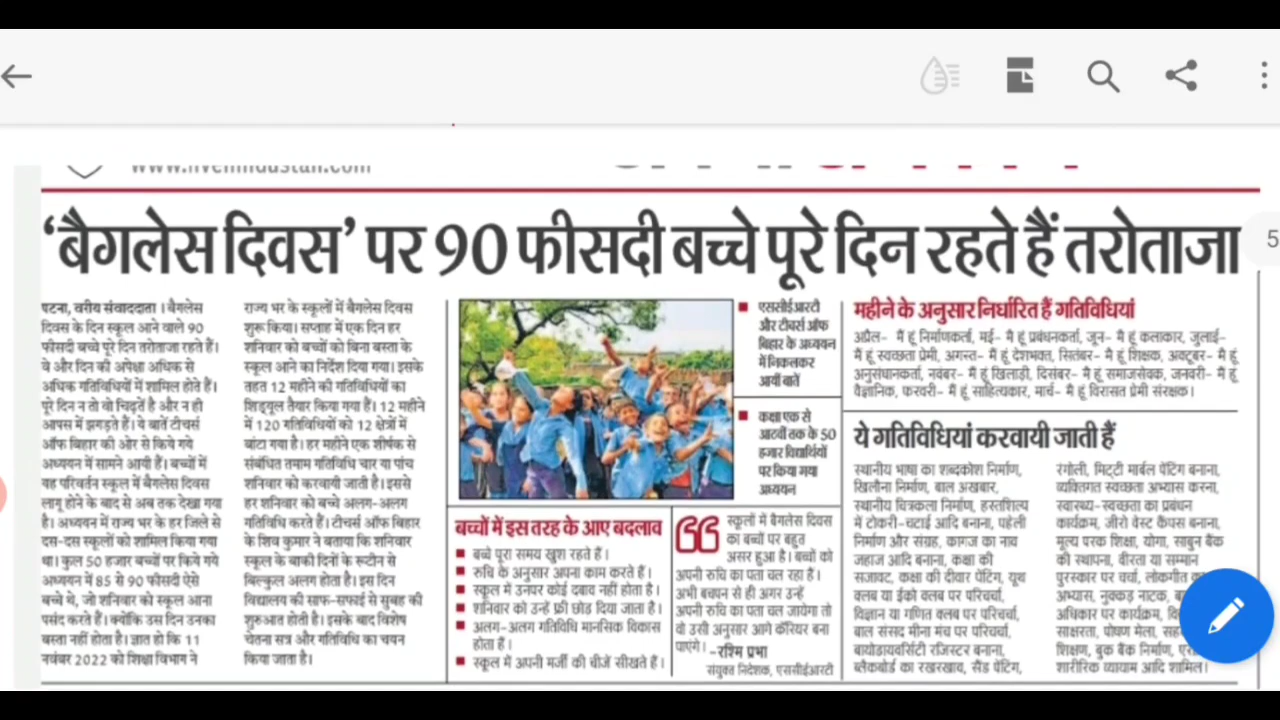 www.livehindustan.com
5
‘बैगलेस दिवस’ पर 90 फीसदी बच्चे पूरे दिन रहते हैं तरोताजा
पटना, वरीय संवाददाता । बैगलेस
दिवस के दिन स्कूल आने वाले 90
फीसदी बच्चे पूरे दिन तरोताजा रहते हैं।
वे और दिन की अपेक्षा अधिक से
अधिक गतिविधियों में शामिल होते हैं।
पूरे दिन न तो वो चिढ़तें है और न ही
आपस में झगड़ते हैं। ये बातें टीचर्स
ऑफ बिहार की ओर से किये गये
अध्ययन में सामने आयी हैं। बच्चों में
यह परिवर्तन स्कूल में बैगलेस दिवस
लागू होने के बाद से अब तक देखा गया
है। अध्ययन में राज्य भर के हर जिले से
दस-दस स्कूलों को शामिल किया गया
था। कुल 50 हजार बच्चों पर किये गये
अध्ययन में 85 से 90 फीसदी ऐसे
बच्चे थे, जो शनिवार को स्कूल आना
पसंद करते हैं। क्योंकि उस दिन उनका
बस्ता नहीं होता है। ज्ञात हो कि 11
नवंबर 2022 को शिक्षा विभाग ने
राज्य भर के स्कूलों में बैगलेस दिवस
शुरू किया। सप्ताह में एक दिन हर
शनिवार को बच्चों को बिना बस्ता के
स्कूल आने का निर्देश दिया गया। इसके
तहत 12 महीने की गतिविधियों का
शिड्यूल तैयार किया गया हैं। 12 महीने
में 120 गतिविधियों को 12 क्षेत्रों में
बांटा गया है। हर महीने एक शीर्षक से
संबंधित तमाम गतिविधि चार या पांच
शनिवार को करवायी जाती है। इससे
हर शनिवार को बच्चे अलग-अलग
गतिविधि करते हैं। टीचर्स ऑफ बिहार
के शिव कुमार ने बताया कि शनिवार
स्कूल के बाकी दिनों के रूटीन से
बिल्कुल अलग होता है। इस दिन
विद्यालय की साफ-सफाई से सुबह की
शुरुआत होती है। इसके बाद विशेष
चेतना सत्र और गतिविधि का चयन
किया जाता है।
एससीईआरटी
और टीचर्स ऑफ
बिहार के अध्ययन
में निकलकर
आयी बातें
कक्षा एक से
आठवीं तक के 50
हजार विद्यार्थियों
पर किया गया
अध्ययन
बच्चों में इस तरह के आए बदलाव
बच्चे पूरा समय खुश रहते हैं।
रुचि के अनुसार अपना काम करते हैं।
स्कूल में उनपर कोई दबाव नहीं होता है।
शनिवार को उन्हें फ्री छोड़ दिया जाता है।
अलग-अलग गतिविधि मानसिक विकास
होता हैं।
स्कूल में अपनी मर्जी की चीजें सीखते हैं।
स्कूलों में बैगलेस दिवस
का बच्चों पर बहुत
असर हुआ है। बच्चों को
अपनी रुचि का पता चल रहा है।
अभी बचपन से ही अगर उन्हें
अपनी रुचि का पता चल जायेगा तो
वो उसी अनुसार आगे कॅरियर बना
पाएंगे। -रश्मि प्रभा
संयुक्त निदेशक, एससीईआरटी
महीने के अनुसार निर्धारित हैं गतिविधियां
अप्रैल- मैं हूं निर्माणकर्ता, मई- मै हूं प्रबंधनकर्ता, जून- मै हूं कलाकार, जुलाई-
मैं हूं स्वच्छता प्रेमी, अगस्त- मैं हूं देशभक्त, सितंबर- मैं हूं शिक्षक, अक्टूबर- मै हूं
अनुसंधानकर्ता, नवंबर- मैं हूं खिलाड़ी, दिसंबर- मै हूं समाजसेवक, जनवरी- मै हूं
वैज्ञानिक, फरवरी- मैं हूं साहित्यकार, मार्च- मै हूं विरासत प्रेमी संरक्षक।
ये गतिविधियां करवायी जाती हैं
स्थानीय भाषा का शब्दकोश निर्माण,
खिलौना निर्माण, बाल अखबार,
स्थानीय चित्रकला निर्माण, हस्तशिल्प
में टोकरी-चटाई आदि बनाना, पहेली
निर्माण और संग्रह, कागज का नाव
जहाज आदि बनाना, कक्षा की
सजावट, कक्षा की दीवार पेंटिंग, यूथ
क्लब या ईको क्लब पर परिचर्चा,
विज्ञान या गणित क्लब पर परिचर्चा,
बाल संसद मीना मंच पर परिचर्चा,
बायोडायवर्सिटी रजिस्टर बनाना,
ब्लैकबोर्ड का रखरखाव, सैंड पेंटिंग,
रंगोली, मिट्टी मार्बल पेंटिंग बनाना,
व्यक्तिगत स्वच्छता अभ्यास करना,
स्वास्थ्य-स्वच्छता का प्रबंधन
कार्यक्रम, जीरो वेस्ट कैंपस बनाना,
मूल्य परक शिक्षा, योगा, साबुन बैंक
की स्थापना, वीरता या सम्मान
पुरस्कार पर चर्चा, लोकगीत
अभ्यास, नुक्कड़ नाटक,
अधिकार पर कार्यक्रम,
साक्षरता, पोषण मेला,
शिक्षण, बुक बैंक निर्माण,
शारीरिक व्यायाम आदि शामिल।